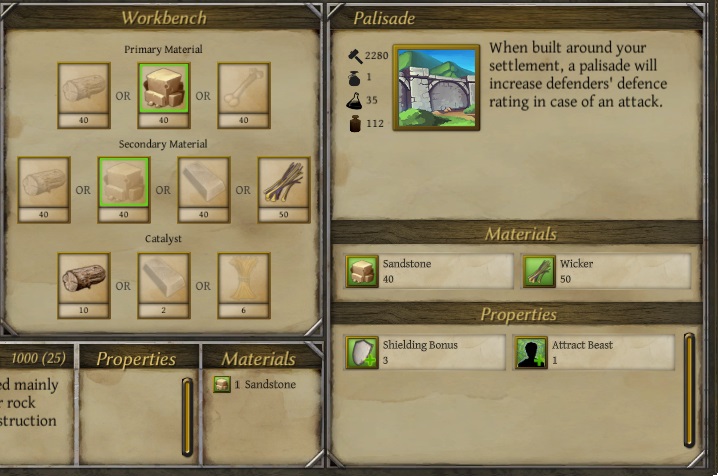 Workbench
Primary Material
40 OR 40 OR 40
Secondary Material
40 OR 40 OR 40 OR 50
Catalyst
10 OR 2 OR 6
Palisade
2280
1
35
112
When built around your
settlement, a palisade will
increase defenders' defence
rating in case of an attack.
Materials
Sandstone
40
Wicker
50
Properties
Shielding Bonus
3
Attract Beast
1
1000 (25)
ed mainly
r rock
struction
Properties
Materials
1 Sandstone